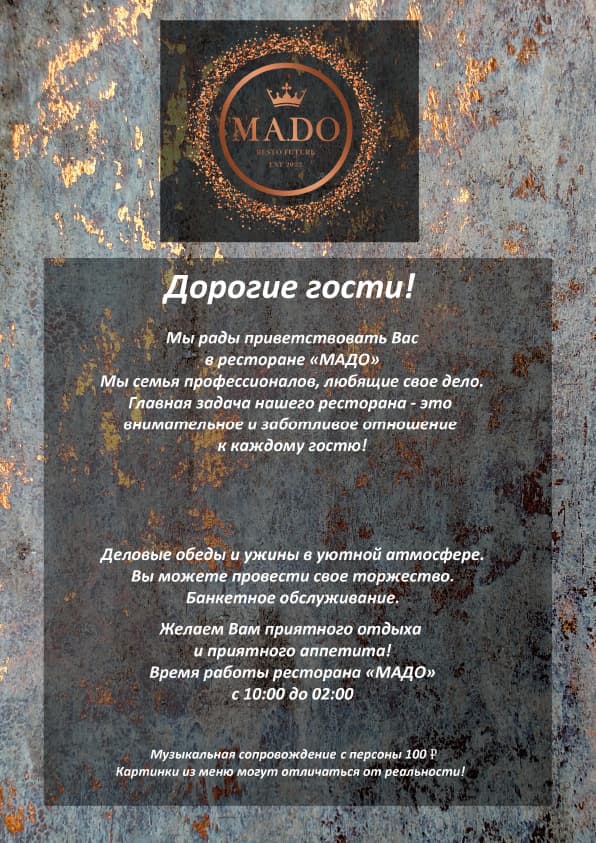 MADO
RESTO FUTURE
EST 2022
Дорогие гости!
Мы рады приветствовать Вас
в ресторане «МАДО»
Мы семья профессионалов, любящие свое дело.
Главная задача нашего ресторана - это
внимательное и заботливое отношение
к каждому гостю!
Деловые обеды и ужины в уютной атмосфере.
Вы можете провести свое торжество.
Банкетное обслуживание.
Желаем Вам приятного отдыха
и приятного аппетита!
Время работы ресторана «МАДО»
с 10:00 до 02:00
Музыкальная сопровождение с персоны 100 ₽
Картинки из меню могут отличаться от реальности!